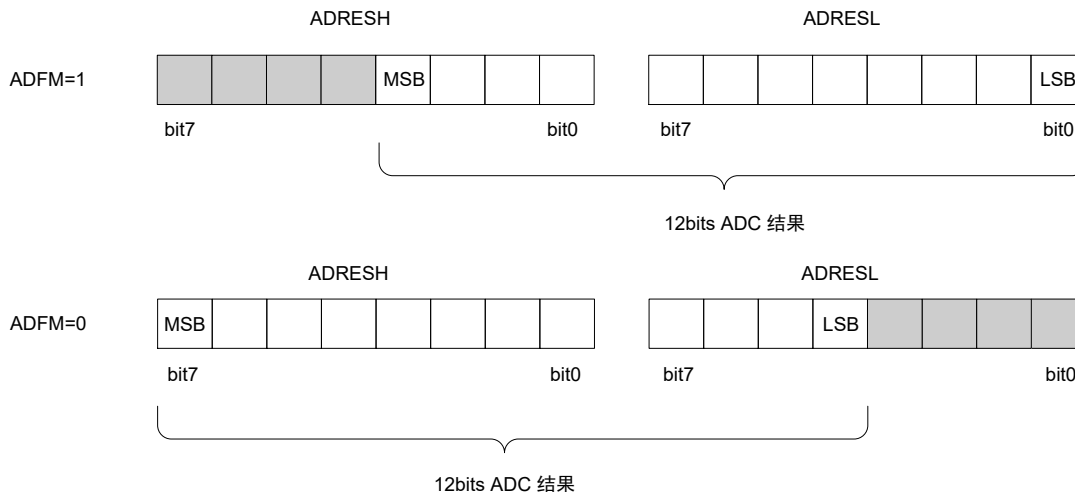 ADRESH ADRESL
ADFM=1 MSB LSB
bit7 bit0 bit7 bit0
12bits ADC 结果
ADRESH ADRESL
ADFM=0 MSB LSB
bit7 bit0 bit7 bit0
12bits ADC 结果